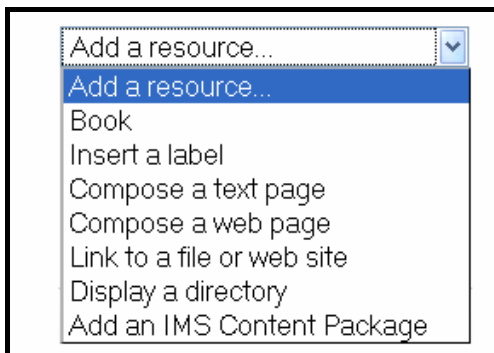 Add a resource...
Add a resource...
Book
Insert a label
Compose a text page
Compose a web page
Link to a file or web site
Display a directory
Add an IMS Content Package